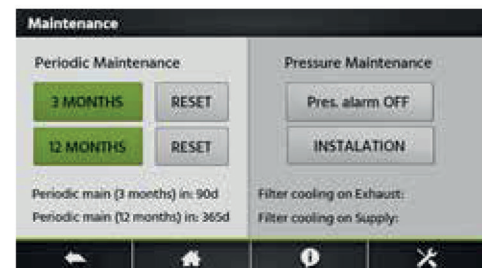 Maintenance
Periodic Maintenance
Pressure Maintenance
3 MONTHS
RESET
Pres. alarm OFF
12 MONTHS
RESET
INSTALATION
Periodic main (3 months) in: 90d
Filter cooling on Exhaust:
Periodic main (12 months) in: 365d
Filter cooling on Supply: